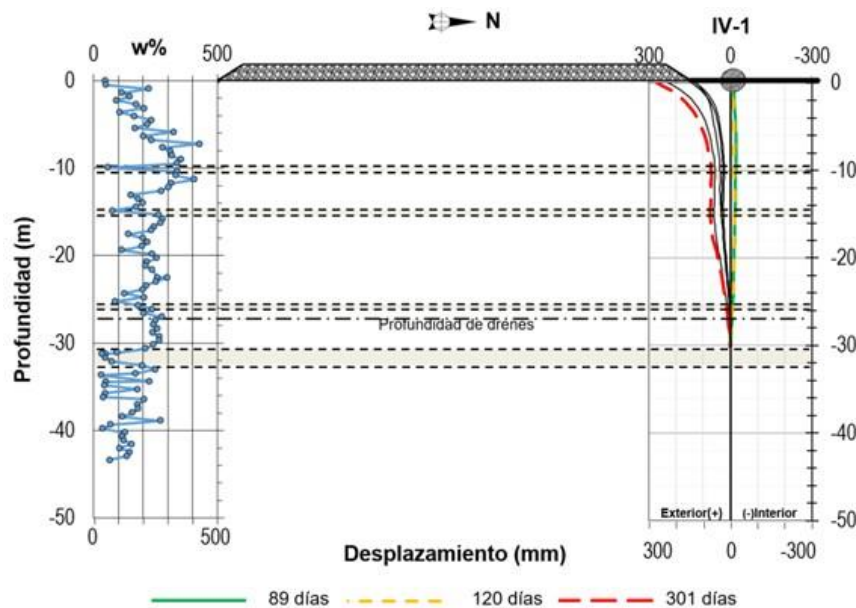 N
w%
IV-1
0 500
300 0 -300
0
-10
-20
-30
-40
-50
Profundidad (m)
0
-10
-20
-30
-40
-50
Profundidad de drenes
Exterior(+) (-)Interior
0 500
300 0 -300
Desplazamiento (mm)
89 días 120 días 301 días